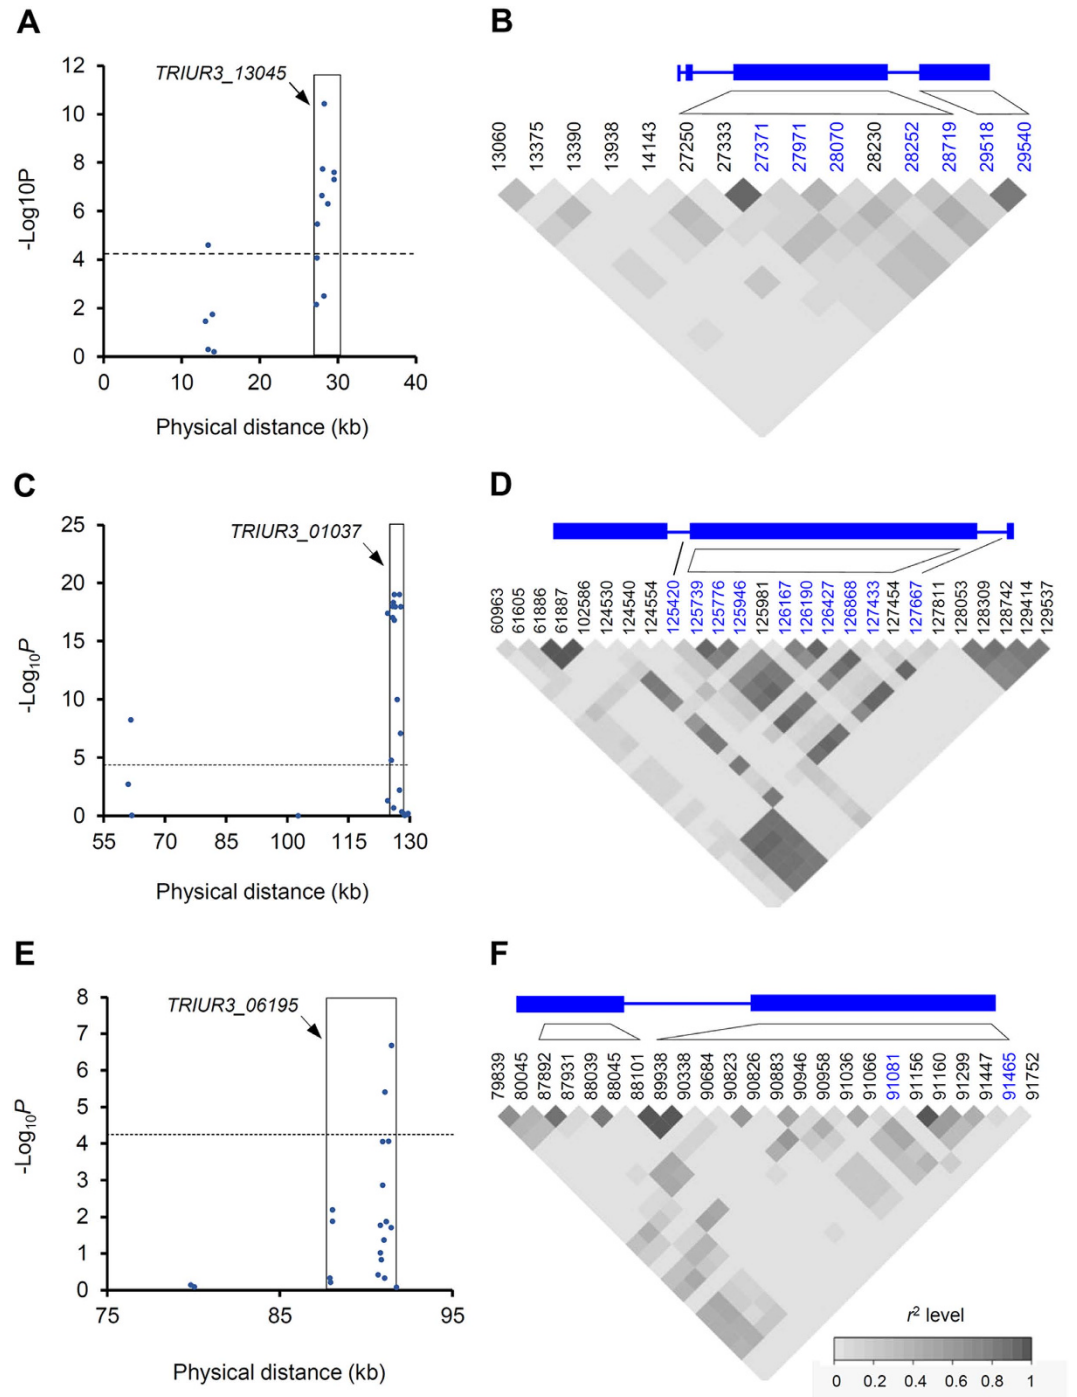 A
-Log10P
TRIUR3_13045
12
10
8
6
4
2
0
0 10 20 30 40
Physical distance (kb)
B
13060 13375 13390 13938 14143 27250 27333 27371 27971 28070 28230 28252 28719 29518 29540
C
-Log10P
TRIUR3_01037
25
20
15
10
5
0
55 70 85 100 115 130
Physical distance (kb)
D
60963 61605 61886 61887 102586 124530 124540 124554 125420 125739 125776 125946 125981 126167 126190 126427 126868 127433 127454 127667 127811 128053 128309 128742 129414 129537
E
-Log10P
TRIUR3_06195
8
7
6
5
4
3
2
1
0
75 85 95
Physical distance (kb)
F
79839 80045 87892 87931 88039 88045 88101 89938 90338 90684 90823 90826 90883 90946 90958 91036 91066 91081 91156 91160 91299 91447 91465 91752
r² level
0 0.2 0.4 0.6 0.8 1